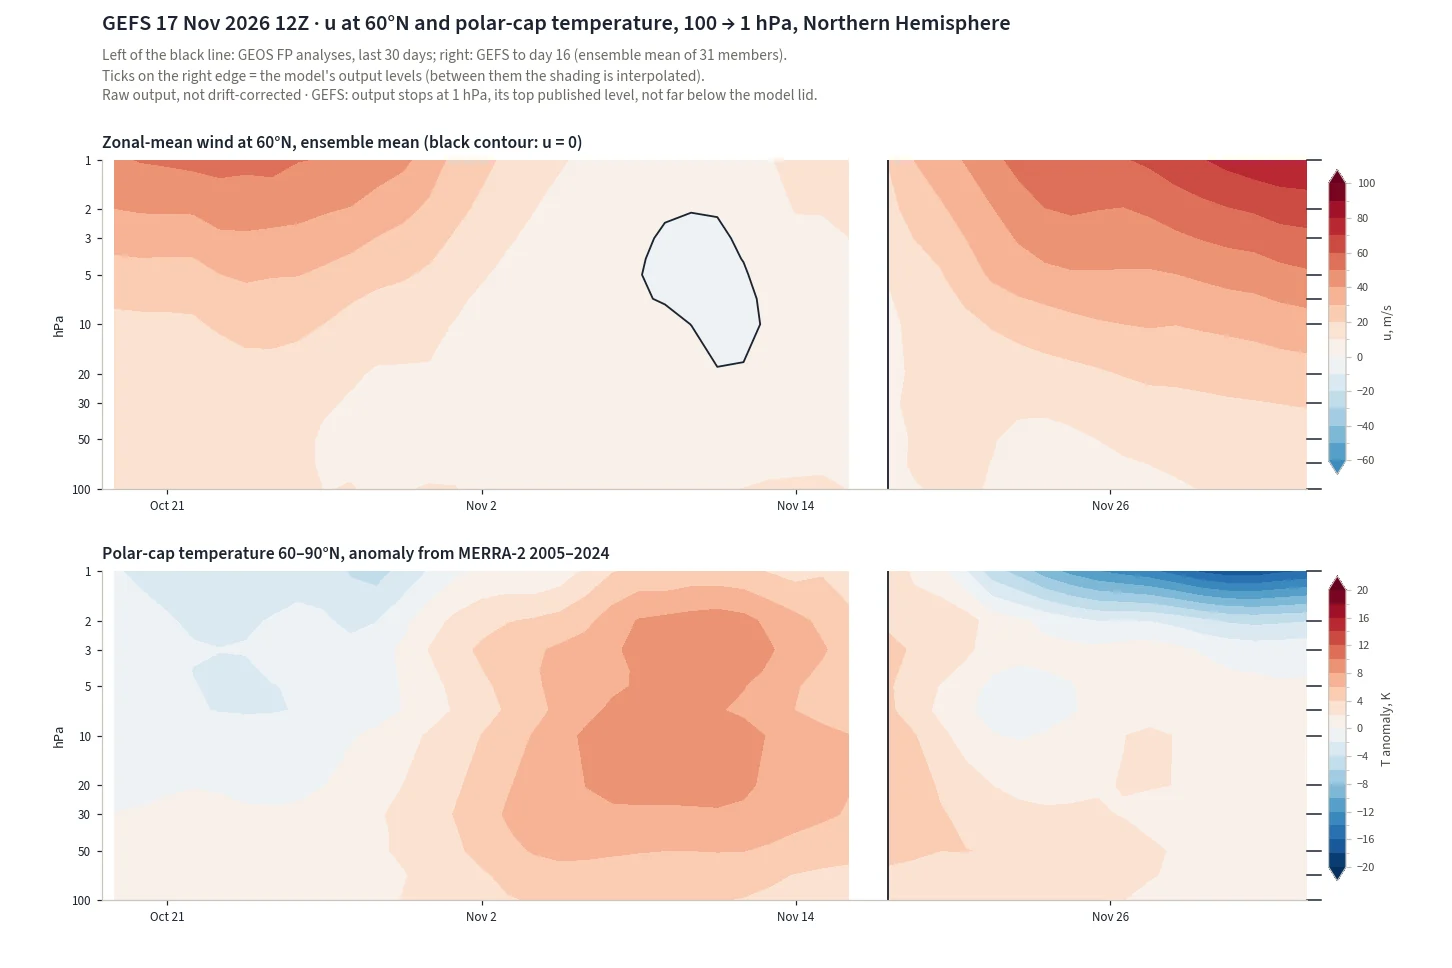 GEFS 17 Nov 2026 12Z · u at 60°N and polar-cap temperature, 100 → 1 hPa, Northern Hemisphere
Left of the black line: GEOS FP analyses, last 30 days; right: GEFS to day 16 (ensemble mean of 31 members).
Ticks on the right edge = the model's output levels (between them the shading is interpolated).
Raw output, not drift-corrected · GEFS: output stops at 1 hPa, its top published level, not far below the model lid.
Zonal-mean wind at 60°N, ensemble mean (black contour: u = 0)
1
2
3
5
10
20
30
50
100
hPa
Oct 21
Nov 2
Nov 14
Nov 26
100
80
60
40
20
0
−20
−40
−60
u, m/s
Polar-cap temperature 60–90°N, anomaly from MERRA-2 2005–2024
1
2
3
5
10
20
30
50
100
hPa
Oct 21
Nov 2
Nov 14
Nov 26
20
16
12
8
4
0
−4
−8
−12
−16
−20
T anomaly, K